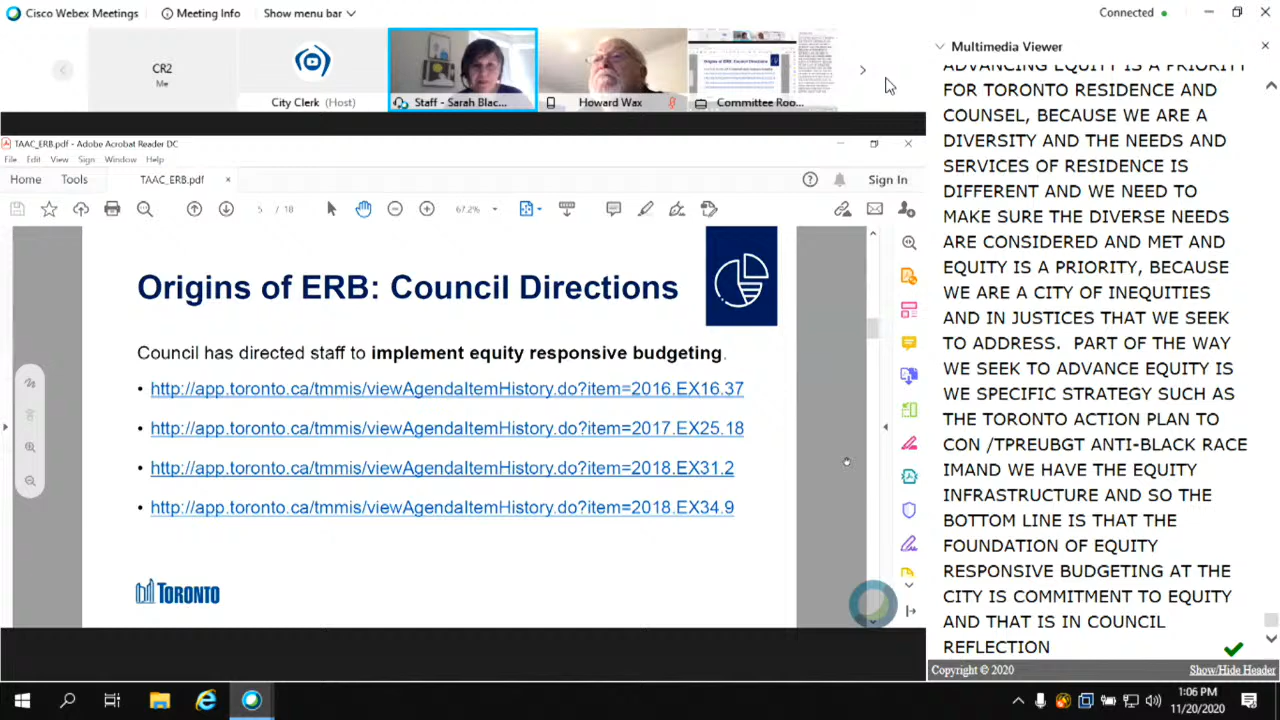 Cisco Webex Meetings
Meeting Info
Show menu bar
Connected
CR2
Me
City Clerk (Host)
Staff - Sarah Blac...
Howard Wax
Committee Roo...
TAAC_ERB.pdf - Adobe Acrobat Reader DC
File Edit View Sign Window Help
Home
Tools
TAAC_ERB.pdf
Sign In
5 / 18
67.2%
Origins of ERB: Council Directions
Council has directed staff to implement equity responsive budgeting.
• http://app.toronto.ca/tmmis/viewAgendaItemHistory.do?item=2016.EX16.37
• http://app.toronto.ca/tmmis/viewAgendaItemHistory.do?item=2017.EX25.18
• http://app.toronto.ca/tmmis/viewAgendaItemHistory.do?item=2018.EX31.2
• http://app.toronto.ca/tmmis/viewAgendaItemHistory.do?item=2018.EX34.9
TORONTO
Multimedia Viewer
ADVANCING EQUITY IS A PRIORI
FOR TORONTO RESIDENCE AND
COUNSEL, BECAUSE WE ARE A
DIVERSITY AND THE NEEDS AND
SERVICES OF RESIDENCE IS
DIFFERENT AND WE NEED TO
MAKE SURE THE DIVERSE NEEDS
ARE CONSIDERED AND MET AND
EQUITY IS A PRIORITY, BECAUSE
WE ARE A CITY OF INEQUITIES
AND IN JUSTICES THAT WE SEEK
TO ADDRESS. PART OF THE WAY
WE SEEK TO ADVANCE EQUITY IS
WE SPECIFIC STRATEGY SUCH AS
THE TORONTO ACTION PLAN TO
CON /TPREUBGT ANTI-BLACK RACE
IMAND WE HAVE THE EQUITY
INFRASTRUCTURE AND SO THE
BOTTOM LINE IS THAT THE
FOUNDATION OF EQUITY
RESPONSIVE BUDGETING AT THE
CITY IS COMMITMENT TO EQUITY
AND THAT IS IN COUNCIL
REFLECTION
Copyright © 2020
Show/Hide Header
1:06 PM
11/20/2020